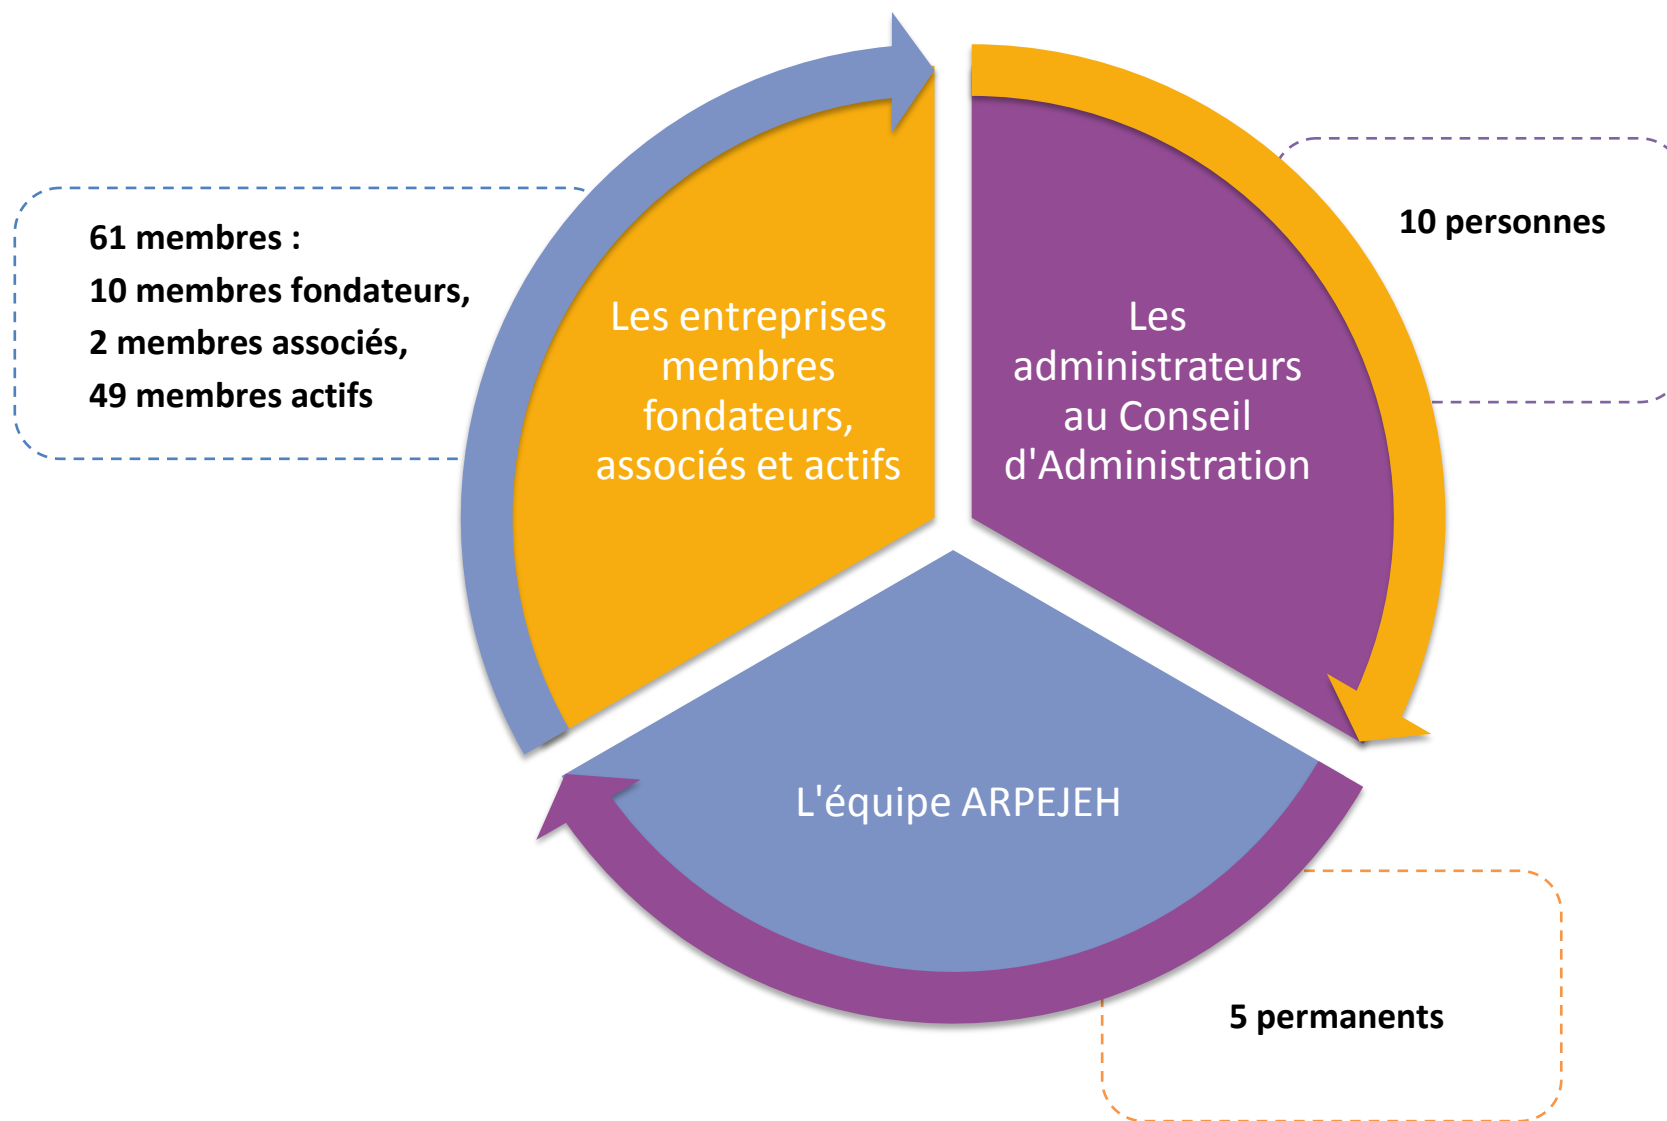 61 membres :
10 membres fondateurs,
2 membres associés,
49 membres actifs
Les entreprises
membres
fondateurs,
associés et actifs
Les
administrateurs
au Conseil
d'Administration
10 personnes
L'équipe ARPEJEH
5 permanents